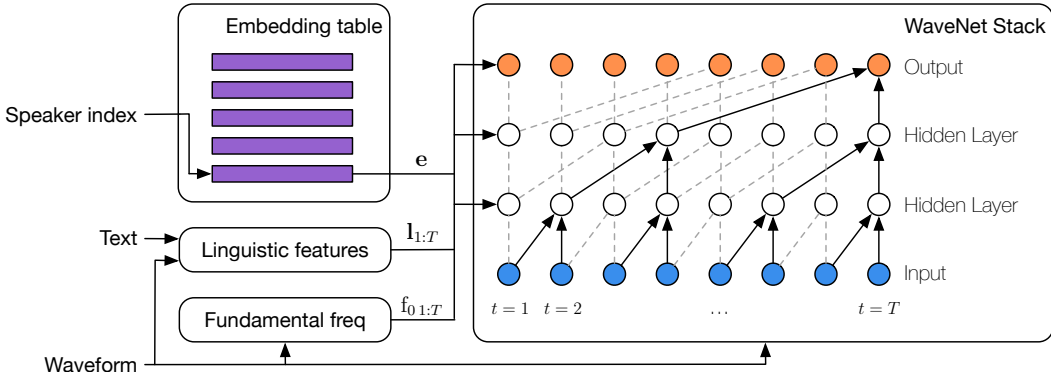 Embedding table
WaveNet Stack
Output
Speaker index
Hidden Layer
e
Hidden Layer
Text
l1:T
Linguistic features
Input
f0 1:T
t = 1
t = 2
...
t = T
Fundamental freq
Waveform